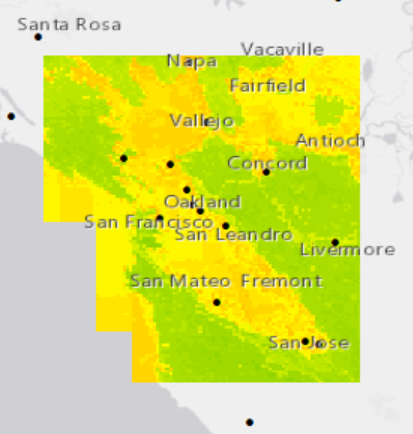 Santa Rosa
Napa
Vacaville
Fairfield
Vallejo
Antioch
Concord
Oakland
San Francisco
San Leandro
Livermore
San Mateo
Fremont
San Jose